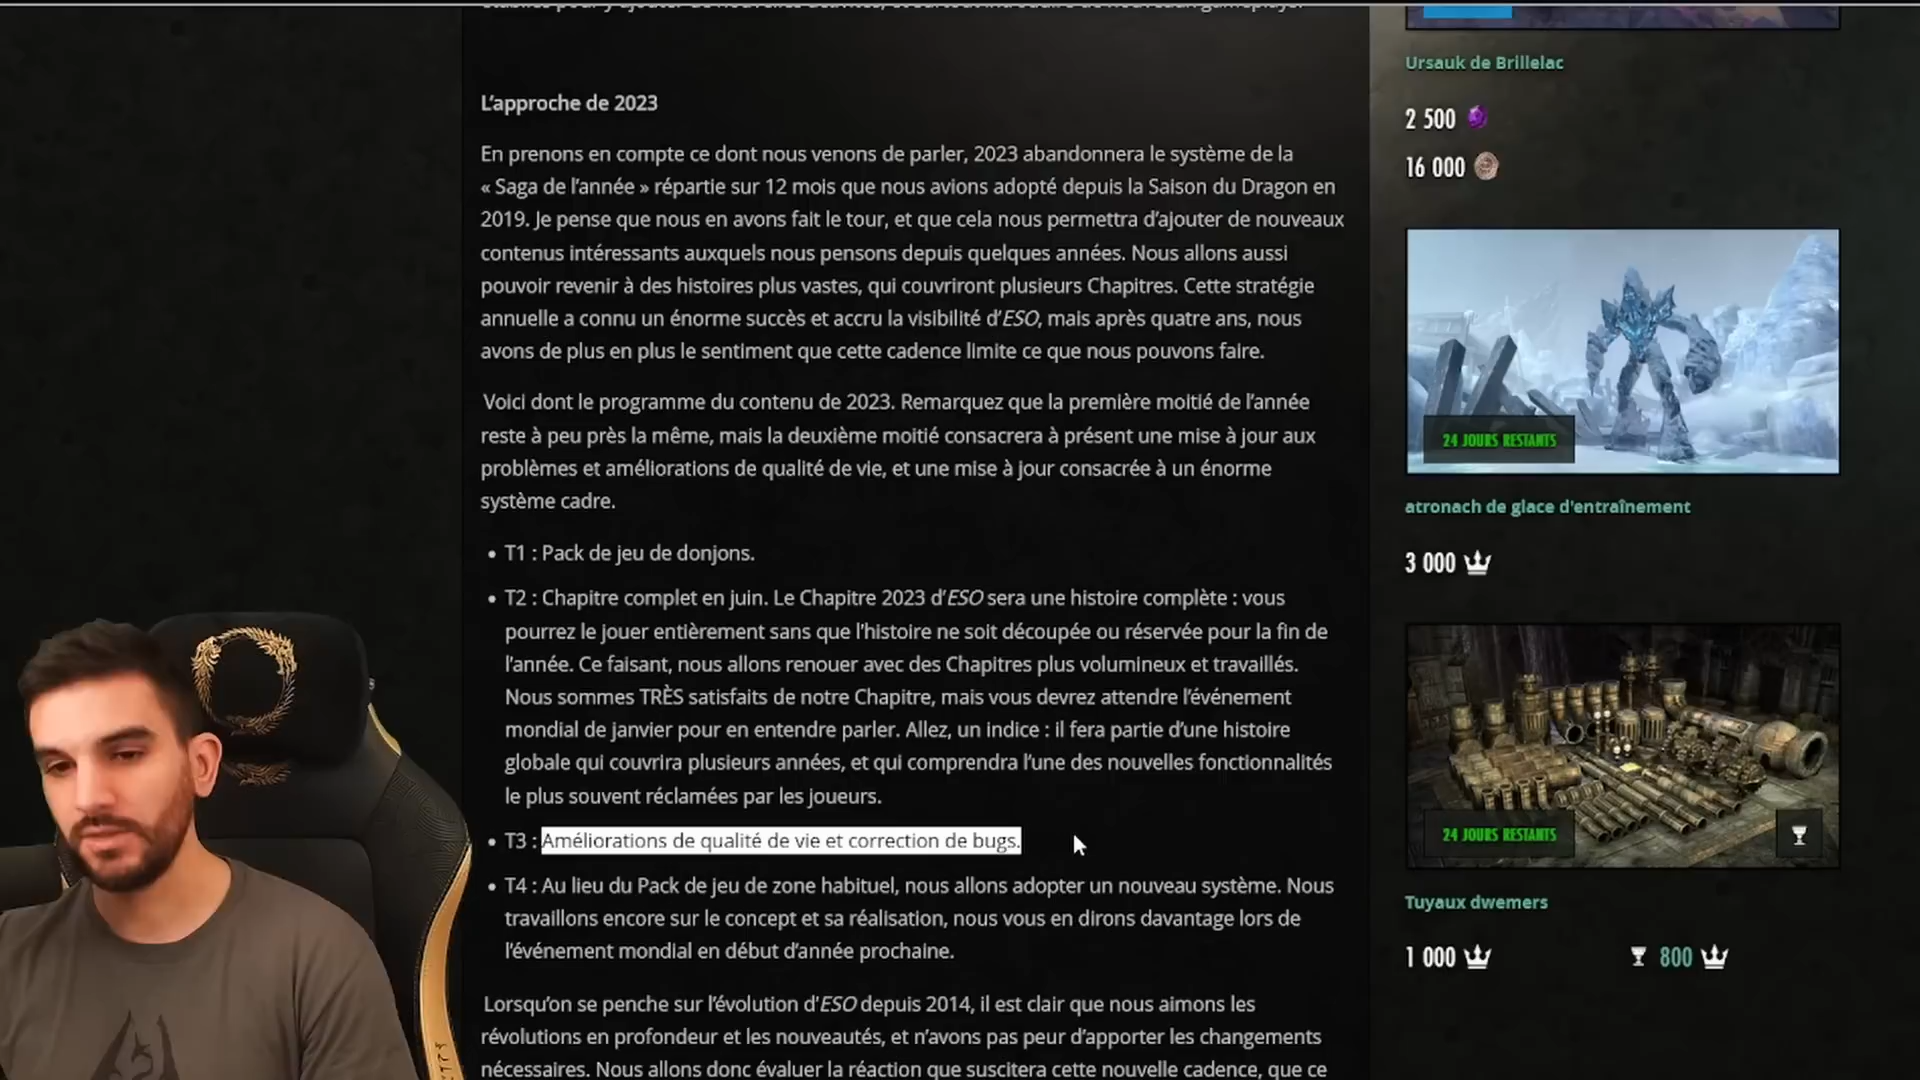 établies pour y ajouter de nouvelles activités, et surtout introduire de nouveaux gameplays.
L'approche de 2023
En prenons en compte ce dont nous venons de parler, 2023 abandonnera le système de la
« Saga de l'année » répartie sur 12 mois que nous avions adopté depuis la Saison du Dragon en
2019. Je pense que nous en avons fait le tour, et que cela nous permettra d'ajouter de nouveaux
contenus intéressants auxquels nous pensons depuis quelques années. Nous allons aussi
pouvoir revenir à des histoires plus vastes, qui couvriront plusieurs Chapitres. Cette stratégie
annuelle a connu un énorme succès et accru la visibilité d'ESO, mais après quatre ans, nous
avons de plus en plus le sentiment que cette cadence limite ce que nous pouvons faire.
Voici dont le programme du contenu de 2023. Remarquez que la première moitié de l'année
reste à peu près la même, mais la deuxième moitié consacrera à présent une mise à jour aux
problèmes et améliorations de qualité de vie, et une mise à jour consacrée à un énorme
système cadre.
• T1 : Pack de jeu de donjons.
• T2 : Chapitre complet en juin. Le Chapitre 2023 d'ESO sera une histoire complète : vous
pourrez le jouer entièrement sans que l'histoire ne soit découpée ou réservée pour la fin de
l'année. Ce faisant, nous allons renouer avec des Chapitres plus volumineux et travaillés.
Nous sommes TRÈS satisfaits de notre Chapitre, mais vous devrez attendre l'événement
mondial de janvier pour en entendre parler. Allez, un indice : il fera partie d'une histoire
globale qui couvrira plusieurs années, et qui comprendra l'une des nouvelles fonctionnalités
le plus souvent réclamées par les joueurs.
• T3 : Améliorations de qualité de vie et correction de bugs.
• T4 : Au lieu du Pack de jeu de zone habituel, nous allons adopter un nouveau système. Nous
travaillons encore sur le concept et sa réalisation, nous vous en dirons davantage lors de
l'événement mondial en début d'année prochaine.
Lorsqu'on se penche sur l'évolution d'ESO depuis 2014, il est clair que nous aimons les
révolutions en profondeur et les nouveautés, et n'avons pas peur d'apporter les changements
nécessaires. Nous allons donc évaluer la réaction que suscitera cette nouvelle cadence, que ce
Ursauk de Brillelac
2 500
16 000
24 JOURS RESTANTS
atronach de glace d'entraînement
3 000
24 JOURS RESTANTS
Tuyaux dwemers
1 000 800